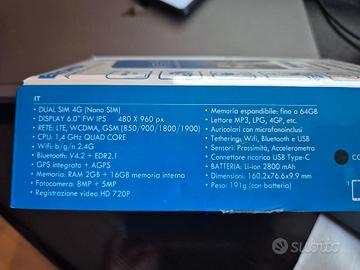 IT
• DUAL SIM 4G (Nano SIM)
• DISPLAY 6.0" FW IPS 480 X 960 px
• RETE: LTE, WCDMA, GSM (850/900/1800/1900)
• CPU: 1,4 GHz QUAD CORE
• Wifi: b/g/n 2.4G
• Bluetooth: V4.2 + EDR2.1
• GPS integrato + AGPS
• Memoria: RAM 2GB + 16GB memoria interna
• Fotocamera: 8MP + 5MP
• Registrazione video HD 720P
• Memoria espandibile: fino a 64GB
• Lettore MP3, LPG, 4GP, etc.
• Auricolari con microfonoinclusi
• Tethering: Wifi, Bluetooth e USB
• Sensori: Prossimità, Accelerometro
• Connettore ricarica USB Type-C
• BATTERIA: Li-ion 2800 mAh
• Dimensioni: 160.2x76.6x9.9 mm
• Peso: 191g (con batteria)
CO
subito